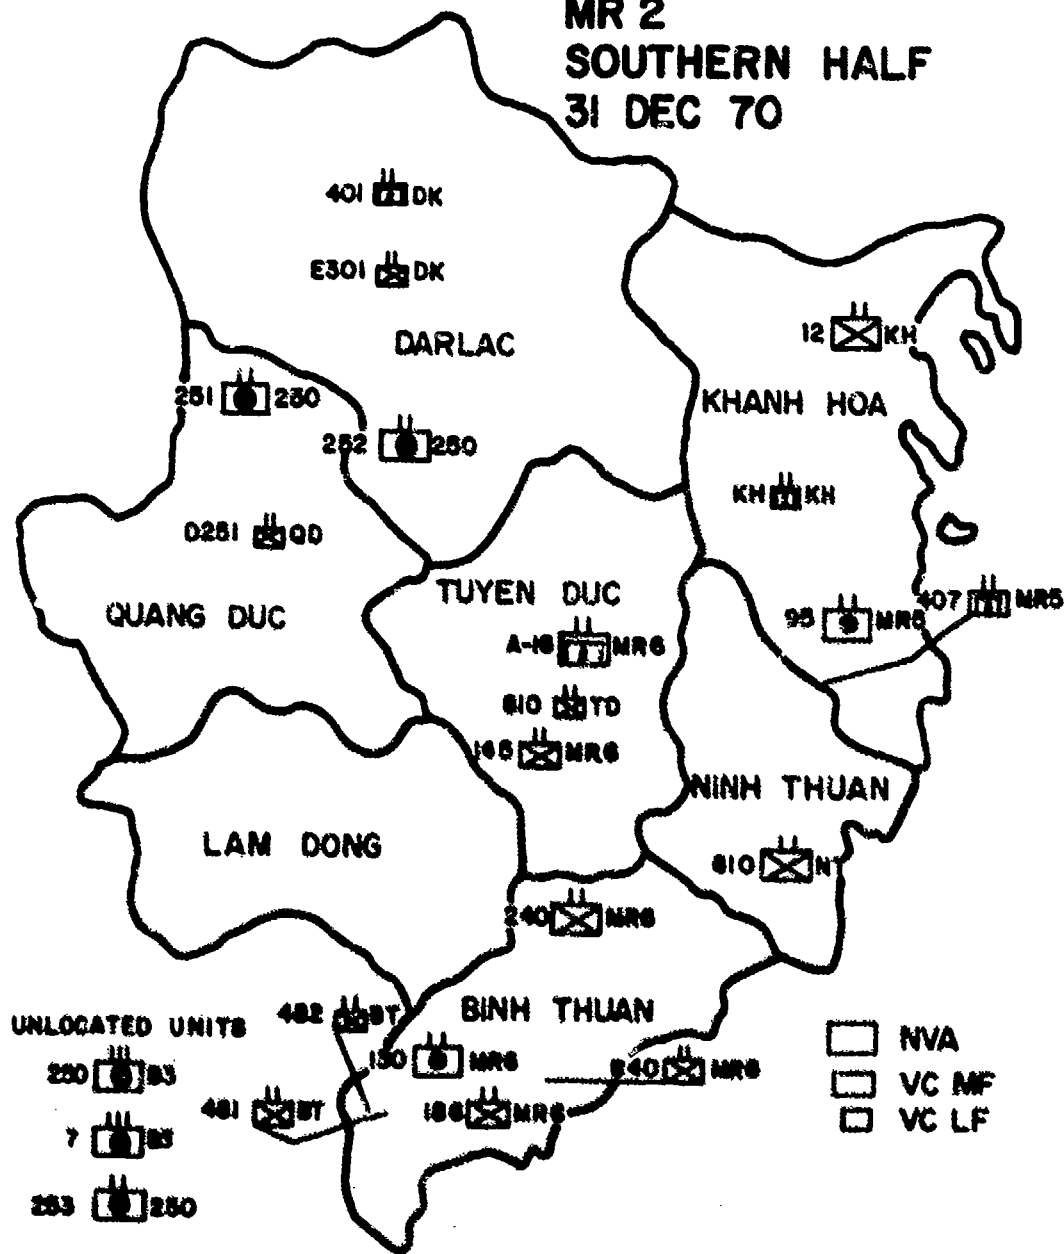 MR 2
SOUTHERN HALF
31 DEC 70
401 DK
E301 DK
DARLAC
12 KH
251 250
KHANH HOA
252 250
KH KH
D251 QD
TUYEN DUC
QUANG DUC
407 MR5
95 MR5
A-16 MR6
810 TD
145 MR6
NINH THUAN
LAM DONG
610 NT
240 MR6
BINH THUAN
482 BT
UNLOCATED UNITS
NVA
130 MR6
840 MR6
250 B3
VC MF
481 BT
186 MR6
VC LF
7 B3
253 250